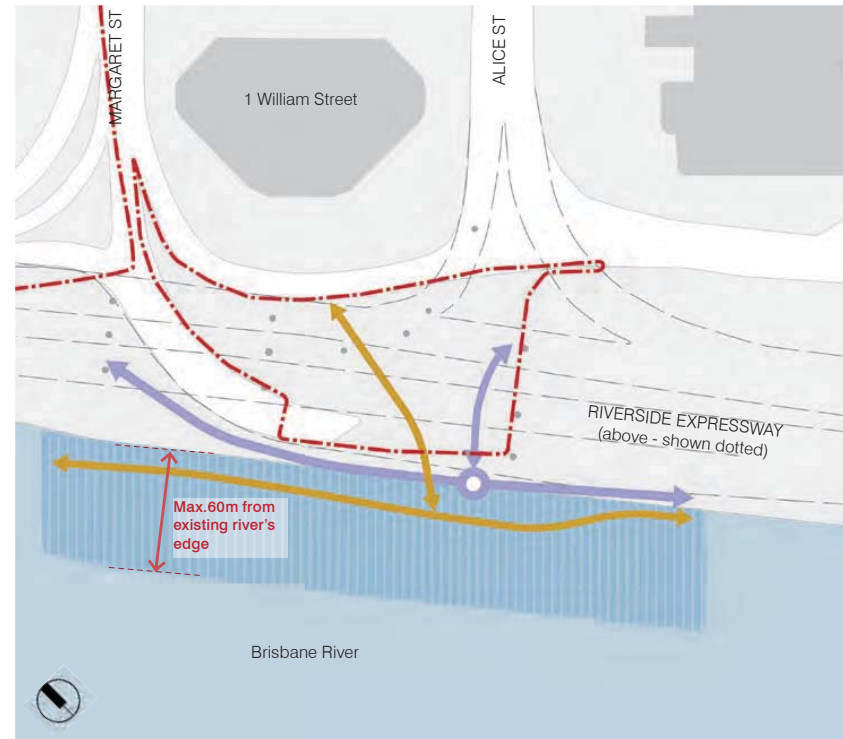 MARGARET ST
ALICE ST
1 William Street
RIVERSIDE EXPRESSWAY
(above - shown dotted)
Max.60m from
existing river's
edge
Brisbane River